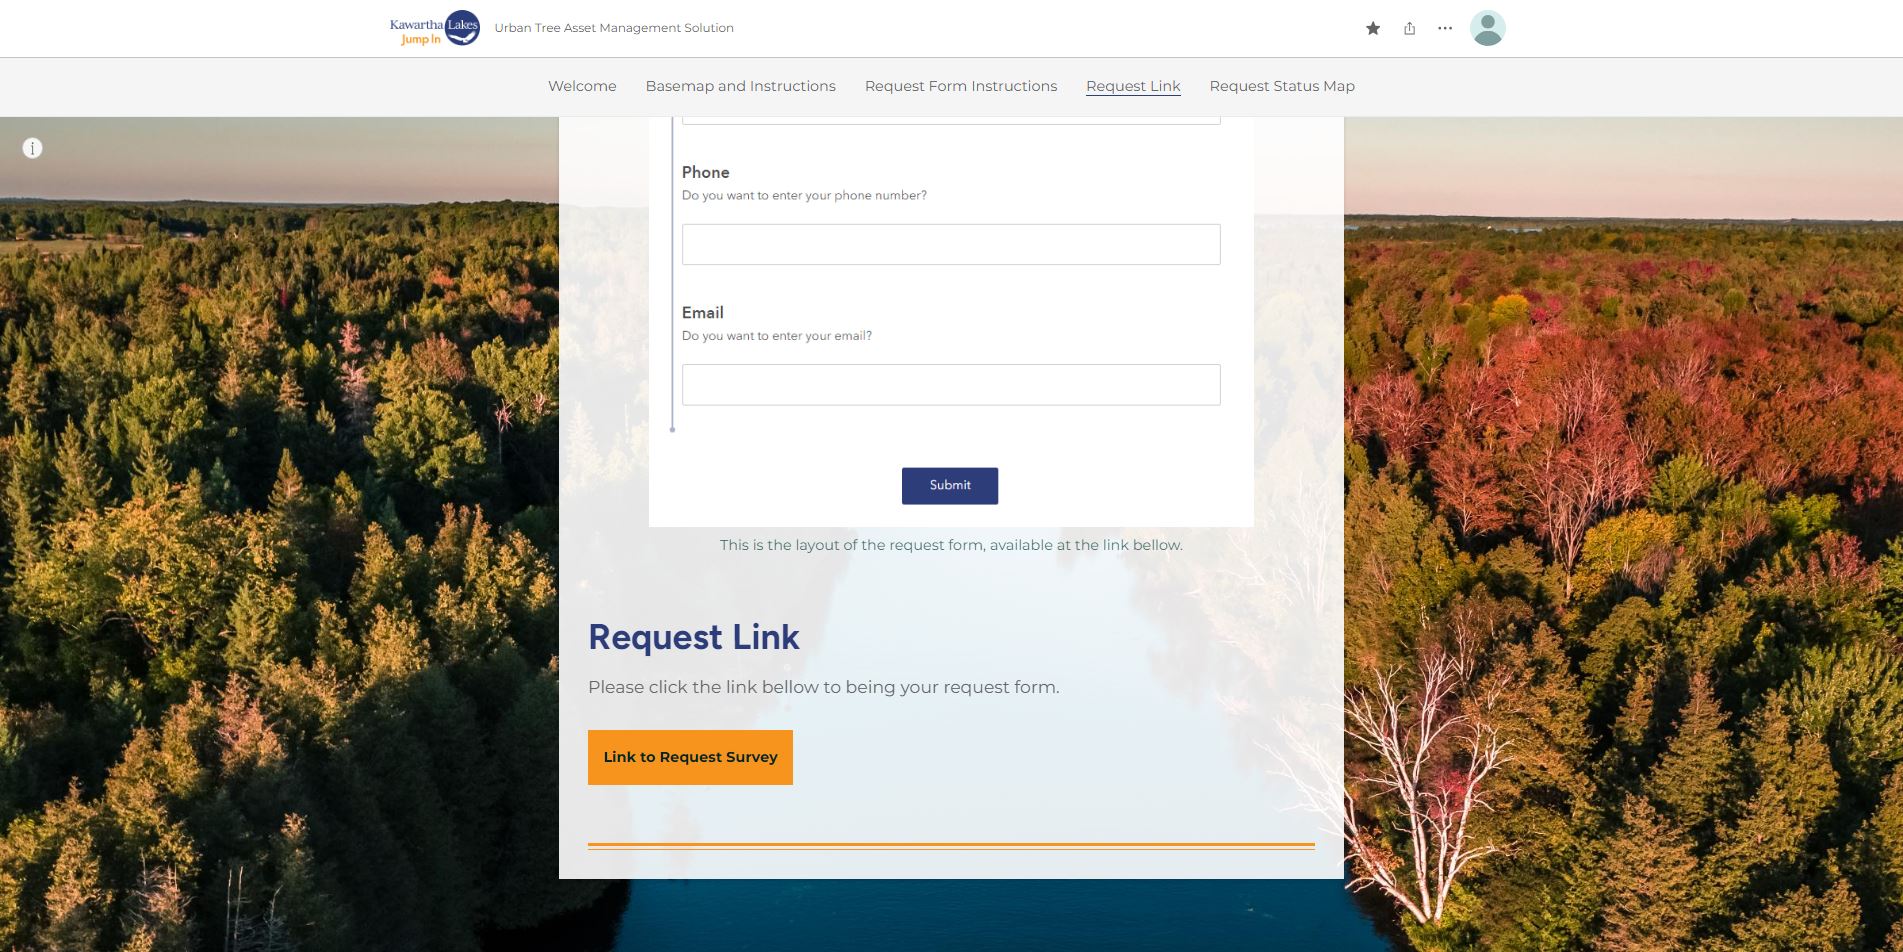 Kawartha Lakes
Jump In
Urban Tree Asset Management Solution
Welcome
Basemap and Instructions
Request Form Instructions
Request Link
Request Status Map
Phone
Do you want to enter your phone number?
Email
Do you want to enter your email?
Submit
This is the layout of the request form, available at the link bellow.
Request Link
Please click the link bellow to being your request form.
Link to Request Survey